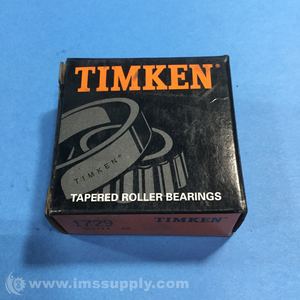 TIMKEN®
TIMKEN®
TAPERED ROLLER BEARINGS
1729 TIMKEN
© www.imssupply.com